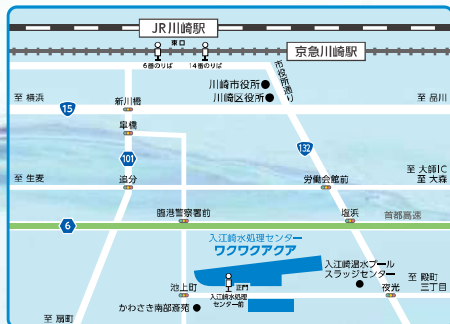 JR川崎駅
東口
京急川崎駅
6番のりば
14番のりば
市役所通り
川崎市役所
川崎区役所
至 横浜
15
新川橋
至 品川
皐橋
101
132
至 生麦
追分
労働会館前
至 大師IC
至 大森
臨港警察署前
塩浜
首都高速
6
入江崎水処理センター
ワクワクアクア
入江崎温水プール
スラッジセンター
正門
池上町
入江崎水処理
センター前
夜光
至 殿町
三丁目
かわさき南部斎苑
至 扇町